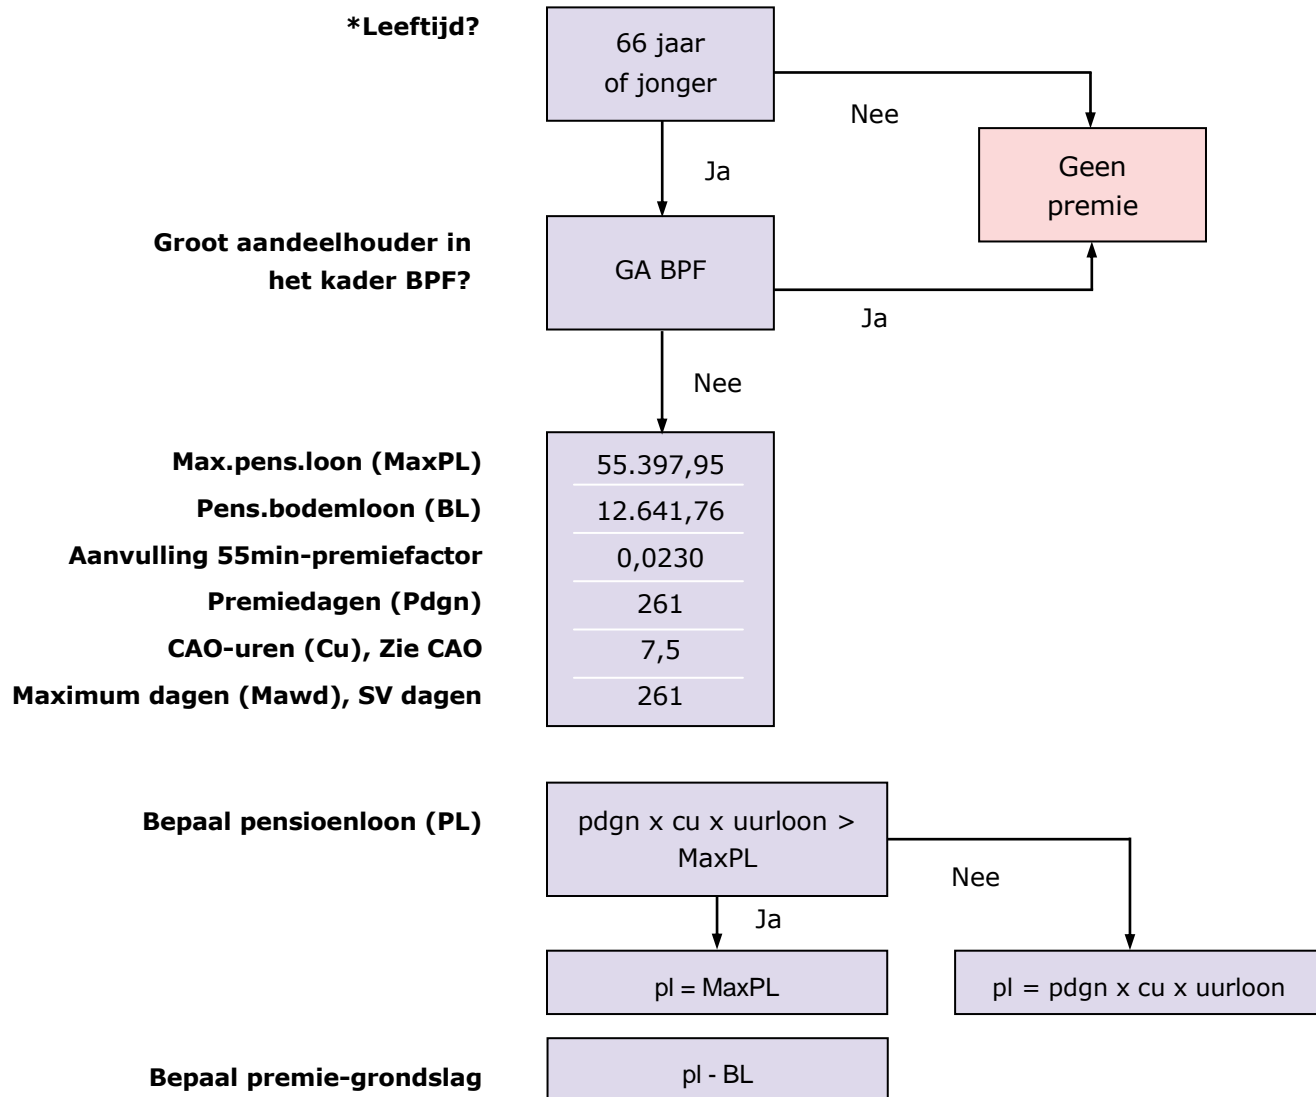 *Leeftijd?
66 jaar
of jonger
Nee
Geen
premie
Ja
Groot aandeelhouder in
het kader BPF?
GA BPF
Ja
Nee
Max.pens.loon (MaxPL)
55.397,95
Pens.bodemloon (BL)
12.641,76
Aanvulling 55min-premiefactor
0,0230
Premiedagen (Pdgn)
261
CAO-uren (Cu), Zie CAO
7,5
Maximum dagen (Mawd), SV dagen
261
Bepaal pensioenloon (PL)
pdgn x cu x uurloon >
MaxPL
Nee
Ja
pl = MaxPL
pl = pdgn x cu x uurloon
Bepaal premie-grondslag
pl - BL